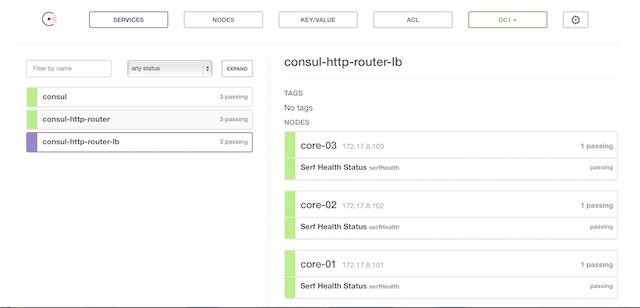 SERVICES NODES KEY/VALUE ACL DC1
Filter by name any status EXPAND
consul 3 passing
consul-http-router 3 passing
consul-http-router-lb 3 passing
consul-http-router-lb
TAGS
No tags
NODES
core-03 172.17.8.103 1 passing
Serf Health Status serfHealth passing
core-02 172.17.8.102 1 passing
Serf Health Status serfHealth passing
core-01 172.17.8.101 1 passing
Serf Health Status serfHealth passing